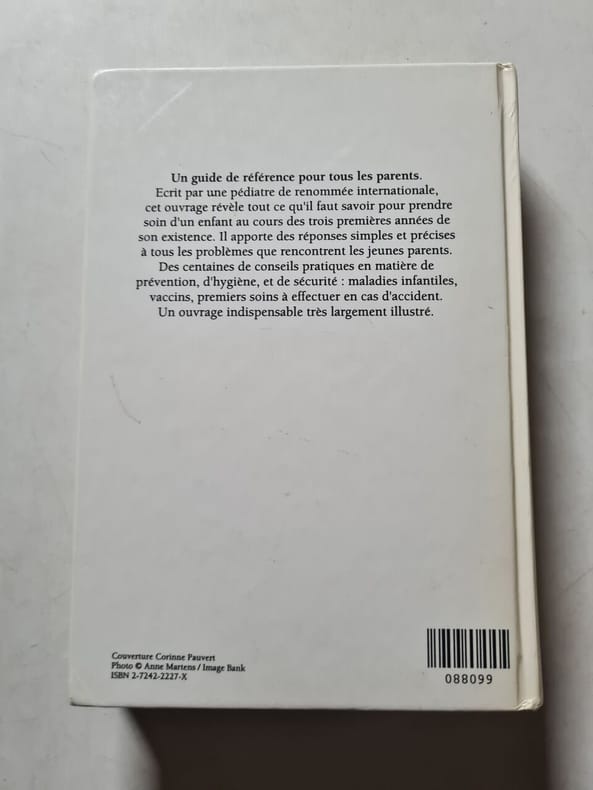 Un guide de référence pour tous les parents.
Ecrit par une pédiatre de renommée internationale,
cet ouvrage révèle tout ce qu'il faut savoir pour prendre
soin d'un enfant au cours des trois premières années de
son existence. Il apporte des réponses simples et précises
à tous les problèmes que rencontrent les jeunes parents.
Des centaines de conseils pratiques en matière de
prévention, d'hygiène, et de sécurité : maladies infantiles,
vaccins, premiers soins à effectuer en cas d'accident.
Un ouvrage indispensable très largement illustré.
Couverture Corinne Pauvert
Photo © Anne Martens / Image Bank
ISBN 2-7242-2227-X
088099